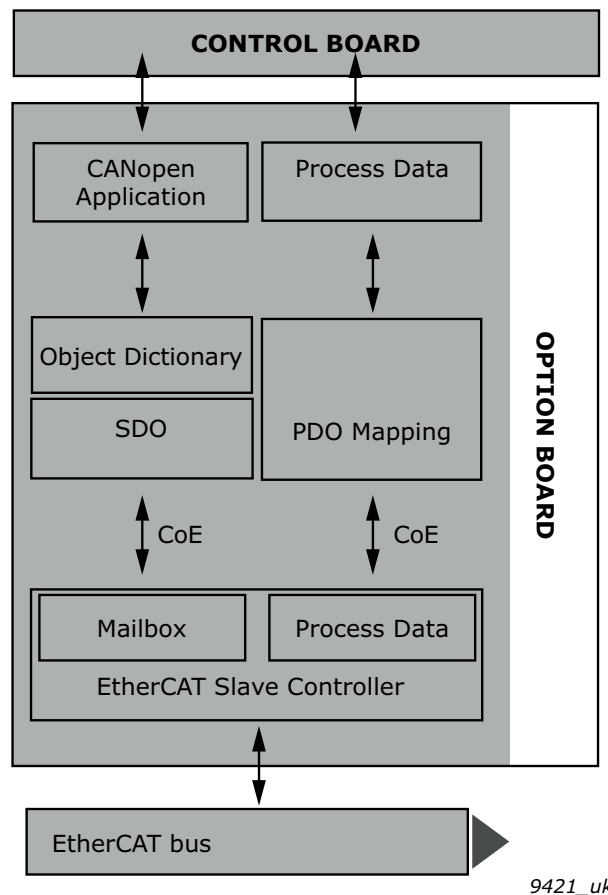 CONTROL BOARD
CANopen
Application
Process Data
Object Dictionary
SDO
PDO Mapping
OPTION BOARD
CoE
CoE
Mailbox
Process Data
EtherCAT Slave Controller
EtherCAT bus
9421_uk